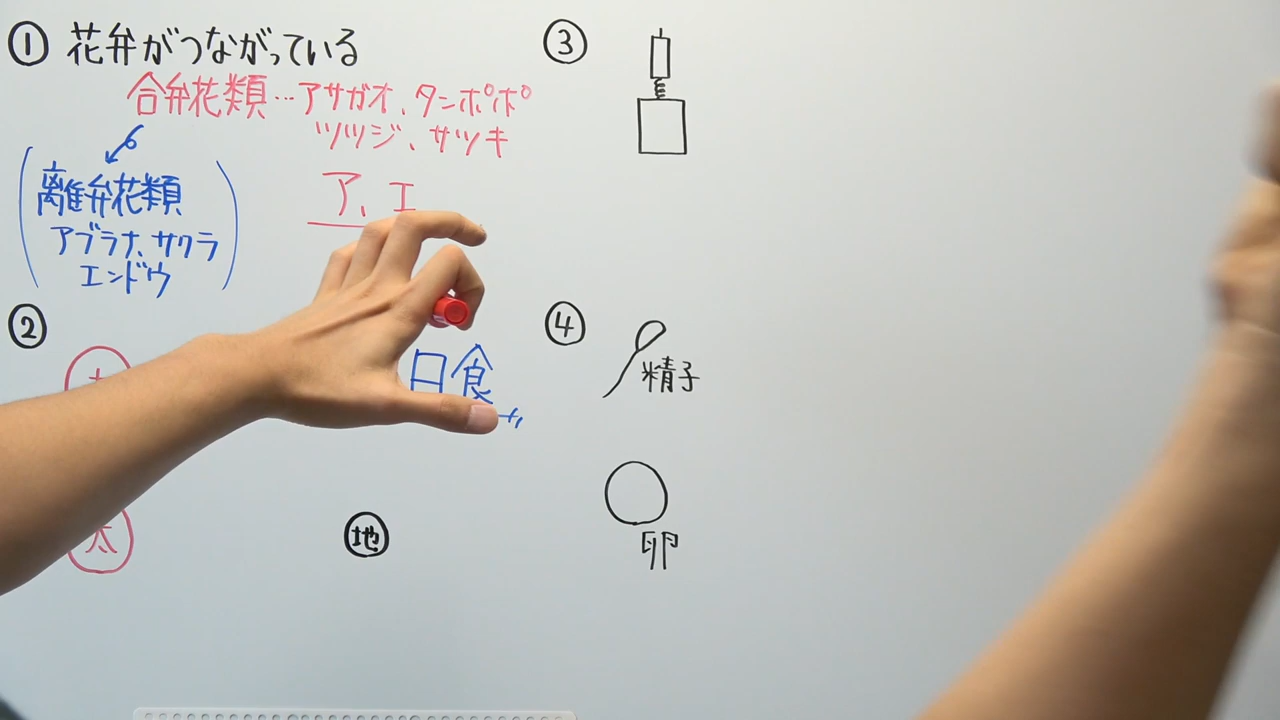 ① 花弁がつながっている
合弁花類…アサガオ、タンポポ
ツツジ、サツキ
離弁花類
アブラナ、サクラ
エンドウ
ア、エ
②
日食
太
地
③
④
精子
卵